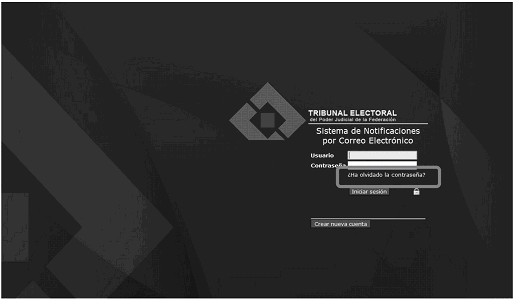 TRIBUNAL ELECTORAL
del Poder Judicial de la Federación
Sistema de Notificaciones
por Correo Electrónico
Usuario
Contraseña
¿Ha olvidado la contraseña?
Iniciar sesión
Crear nueva cuenta